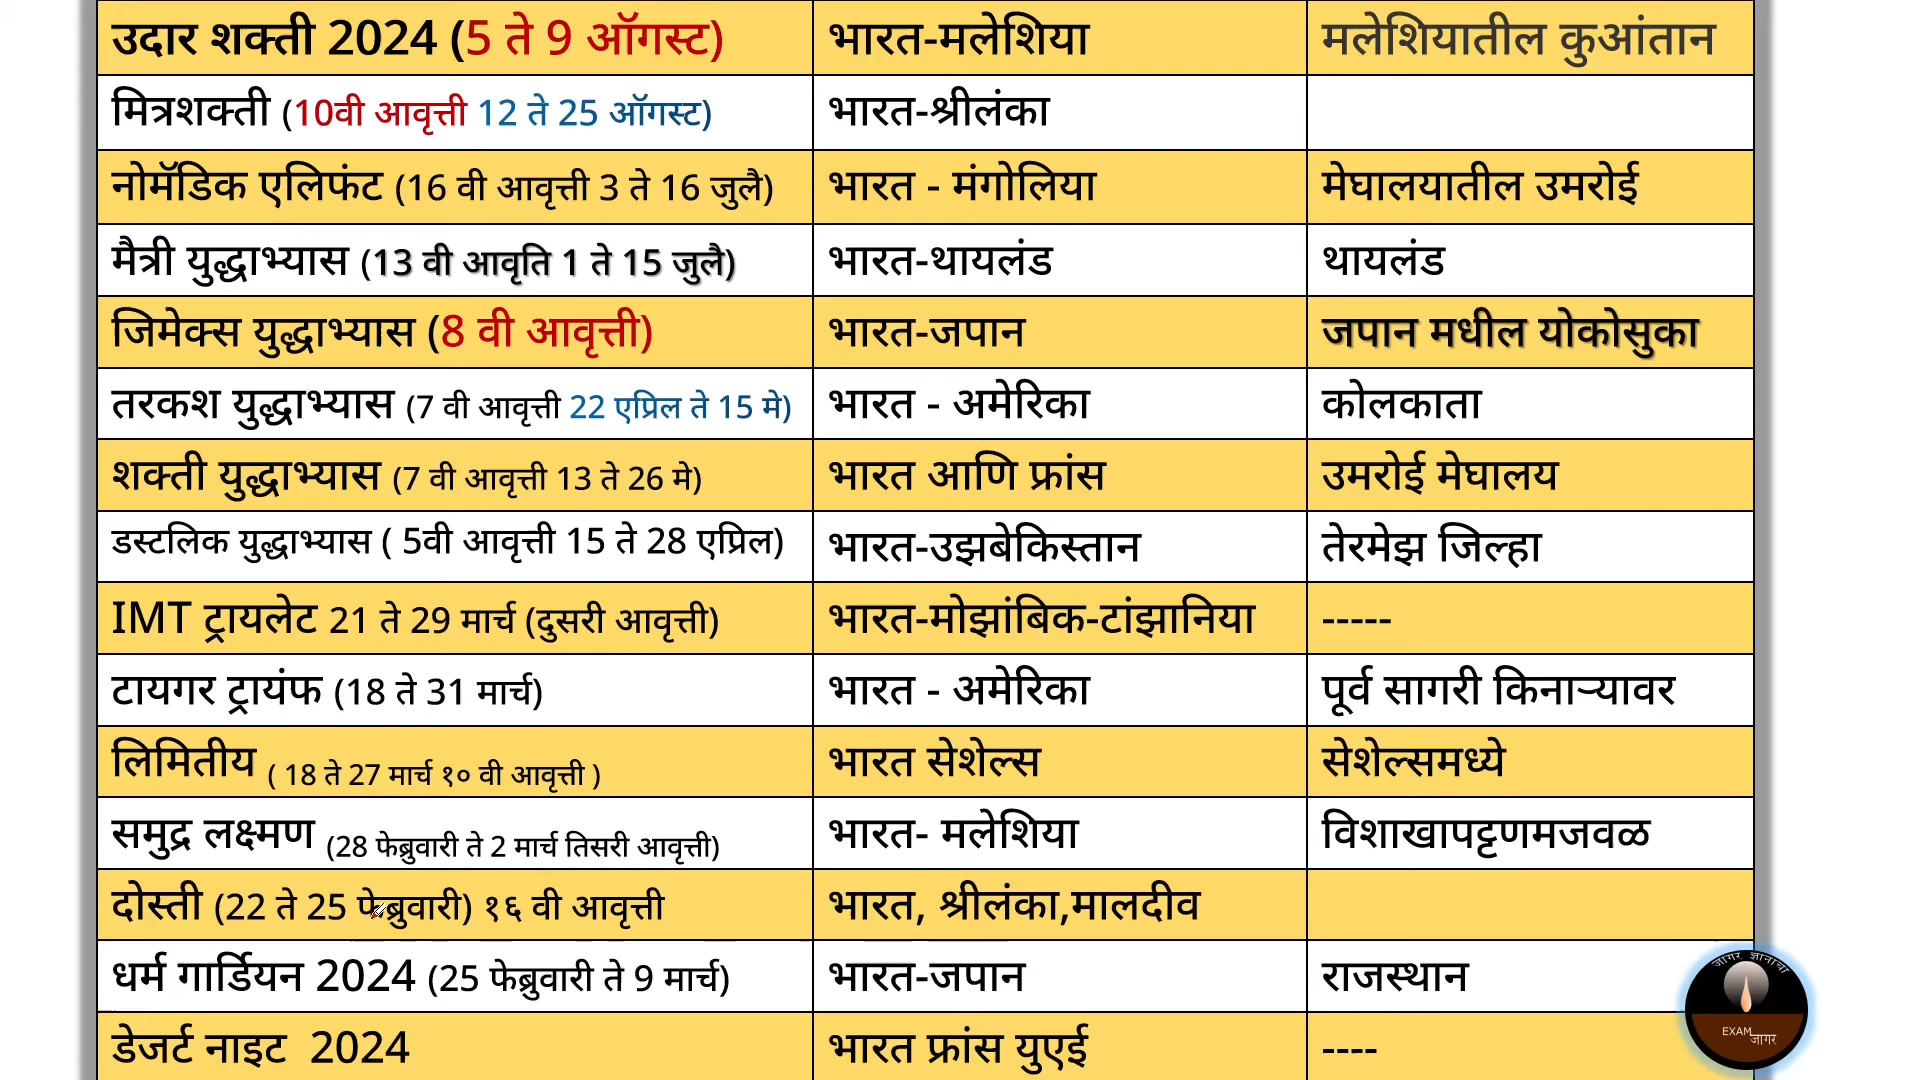 उदार शक्ती 2024 (5 ते 9 ऑगस्ट) भारत-मलेशिया मलेशियातील कुआंतान
मित्रशक्ती (10वी आवृत्ती 12 ते 25 ऑगस्ट) भारत-श्रीलंका
नोमॅडिक एलिफंट (16 वी आवृत्ती 3 ते 16 जुलै) भारत - मंगोलिया मेघालयातील उमरोई
मैत्री युद्धाभ्यास (13 वी आवृति 1 ते 15 जुलै) भारत-थायलंड थायलंड
जिमेक्स युद्धाभ्यास (8 वी आवृत्ती) भारत-जपान जपान मधील योकोसुका
तरकश युद्धाभ्यास (7 वी आवृत्ती 22 एप्रिल ते 15 मे) भारत - अमेरिका कोलकाता
शक्ती युद्धाभ्यास (7 वी आवृत्ती 13 ते 26 मे) भारत आणि फ्रांस उमरोई मेघालय
डस्टलिक युद्धाभ्यास ( 5वी आवृत्ती 15 ते 28 एप्रिल) भारत-उझबेकिस्तान तेरमेझ जिल्हा
IMT ट्रायलेट 21 ते 29 मार्च (दुसरी आवृत्ती) भारत-मोझांबिक-टांझानिया -----
टायगर ट्रायंफ (18 ते 31 मार्च) भारत - अमेरिका पूर्व सागरी किनाऱ्यावर
लिमितीय ( 18 ते 27 मार्च १० वी आवृत्ती ) भारत सेशेल्स सेशेल्समध्ये
समुद्र लक्ष्मण (28 फेब्रुवारी ते 2 मार्च तिसरी आवृत्ती) भारत- मलेशिया विशाखापट्टणमजवळ
दोस्ती (22 ते 25 फेब्रुवारी) १६ वी आवृत्ती भारत, श्रीलंका,मालदीव
धर्म गार्डियन 2024 (25 फेब्रुवारी ते 9 मार्च) भारत-जपान राजस्थान
डेजर्ट नाइट 2024 भारत फ्रांस युएई ----
जागर ज्ञानाचा
EXAM जागर